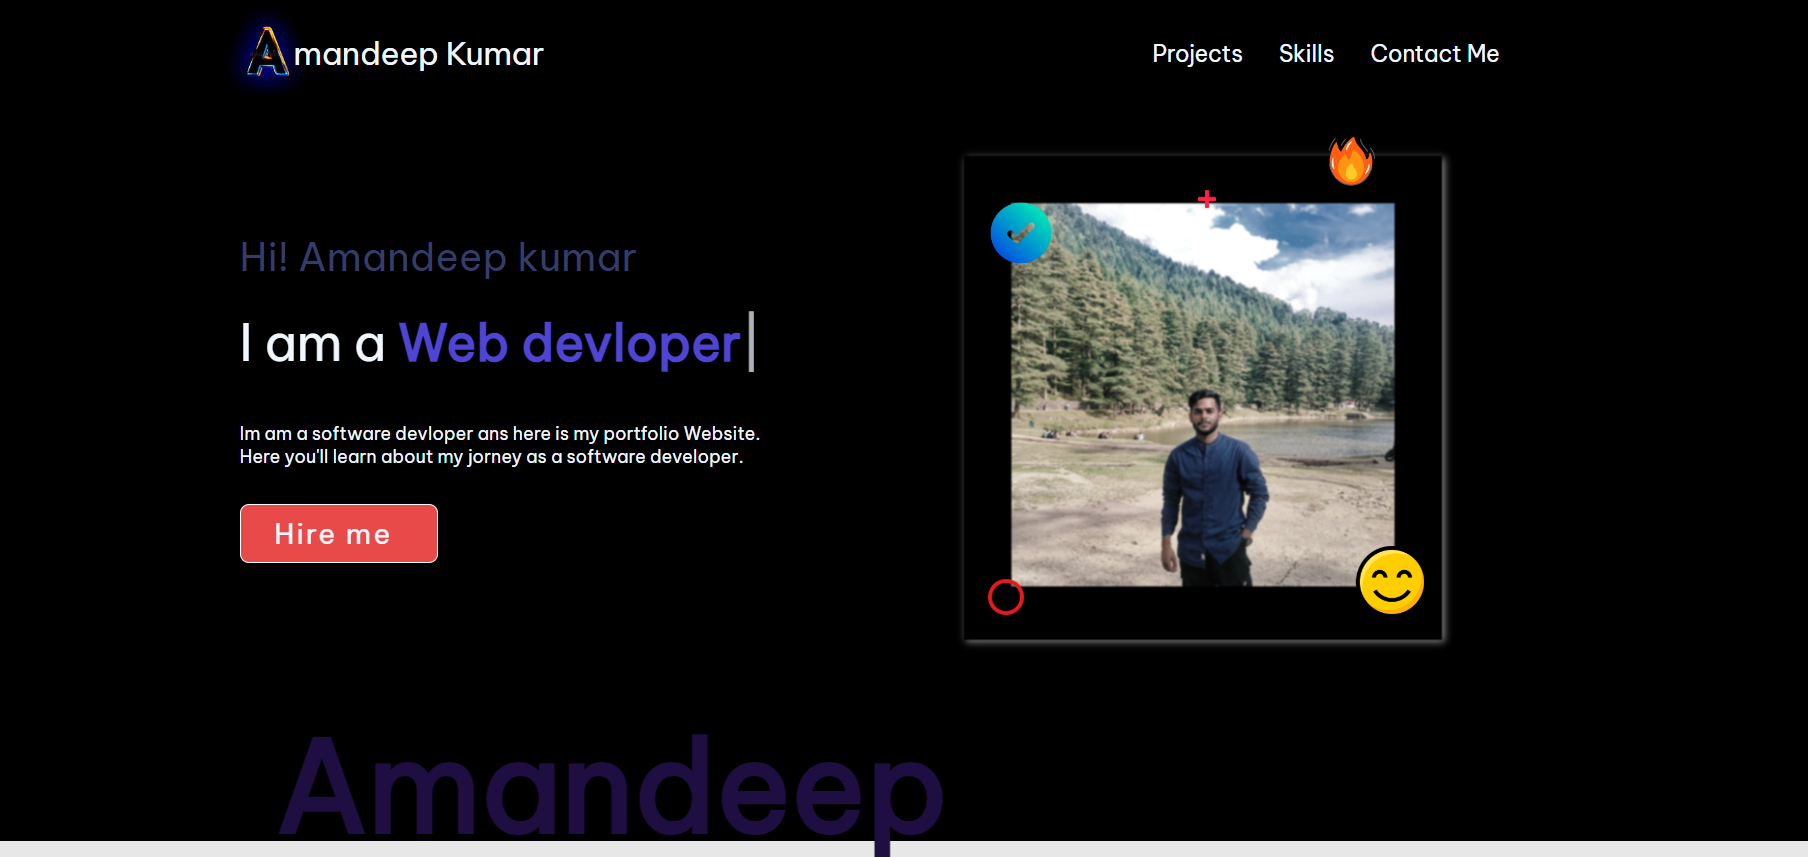 Amandeep Kumar
Projects
Skills
Contact Me
Hi! Amandeep kumar
I am a Web devloper
Im am a software devloper ans here is my portfolio Website.
Here you'll learn about my jorney as a software developer.
Hire me
Amandeep